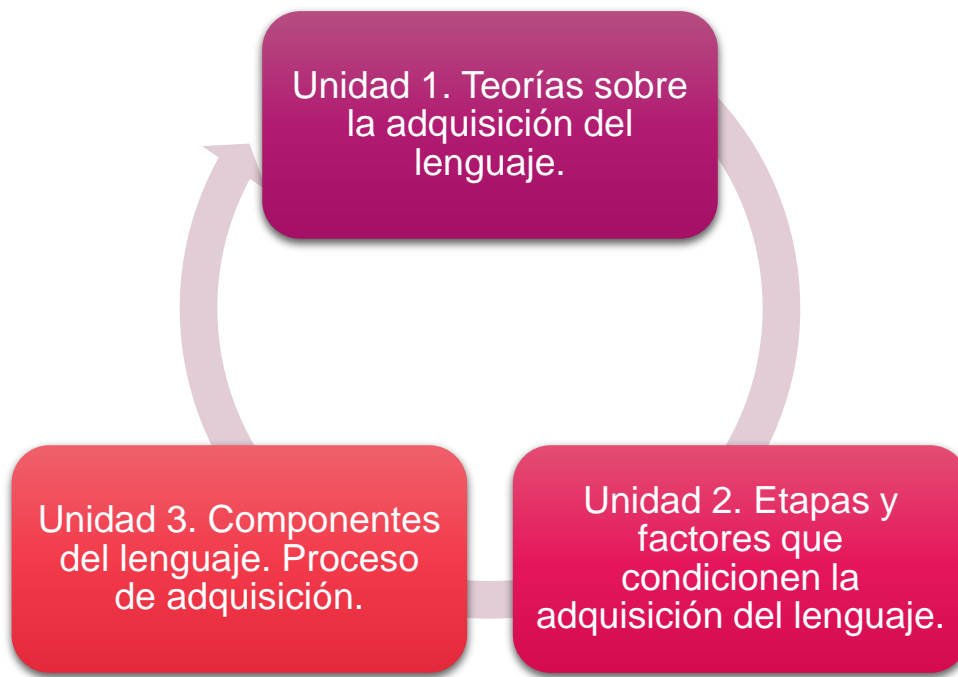 Unidad 1. Teorías sobre
la adquisición del
lenguaje.
Unidad 2. Etapas y
factores que
condicionen la
adquisición del lenguaje.
Unidad 3. Componentes
del lenguaje. Proceso
de adquisición.